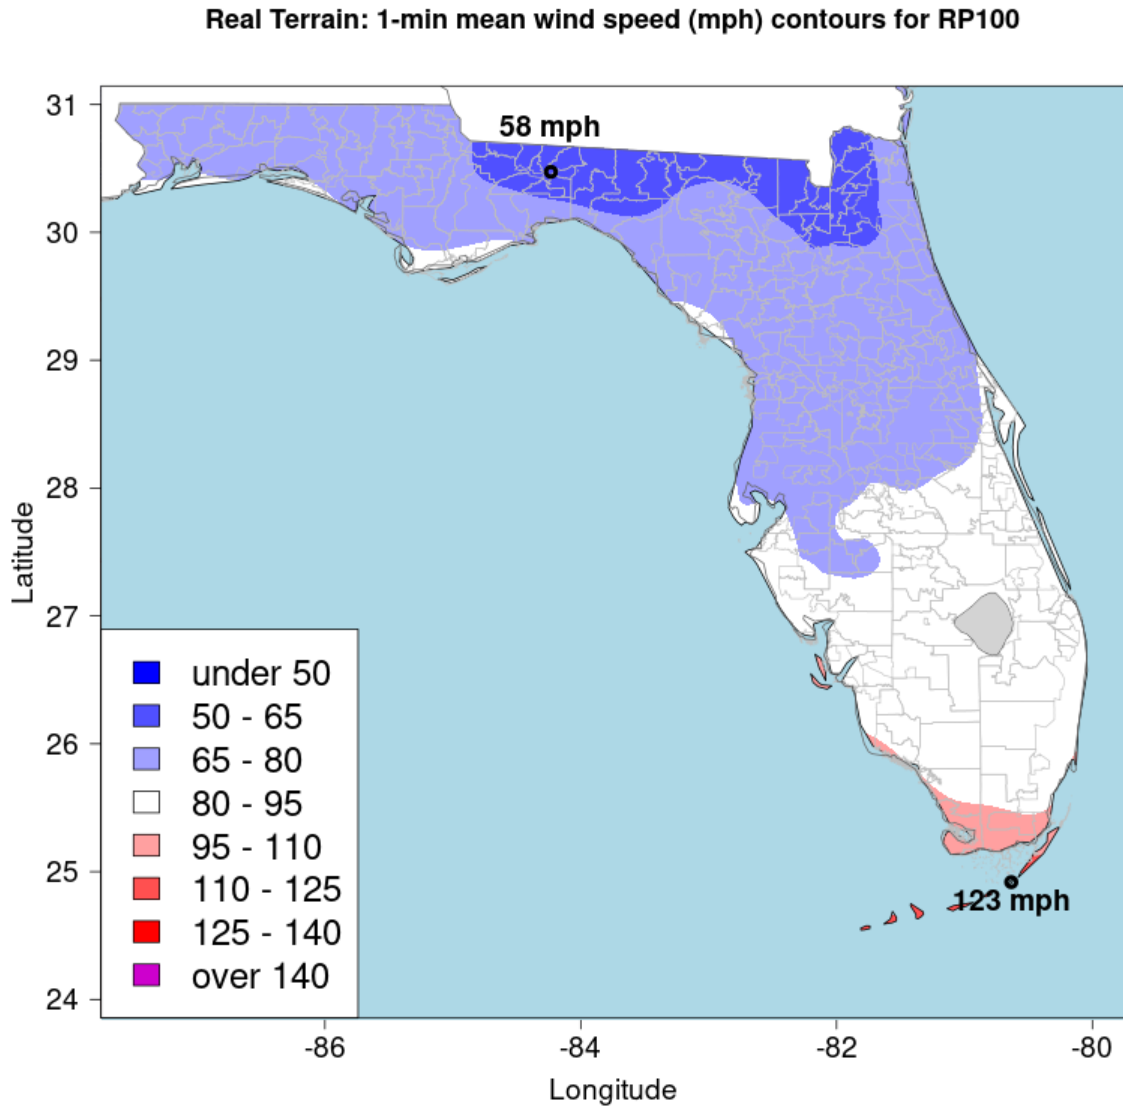 Real Terrain: 1-min mean wind speed (mph) contours for RP100
31
58 mph
30
29
28
Latitude
27
under 50
50 - 65
26
65 - 80
80 - 95
95 - 110
25
110 - 125
123 mph
125 - 140
over 140
24
-86
-84
-82
-80
Longitude